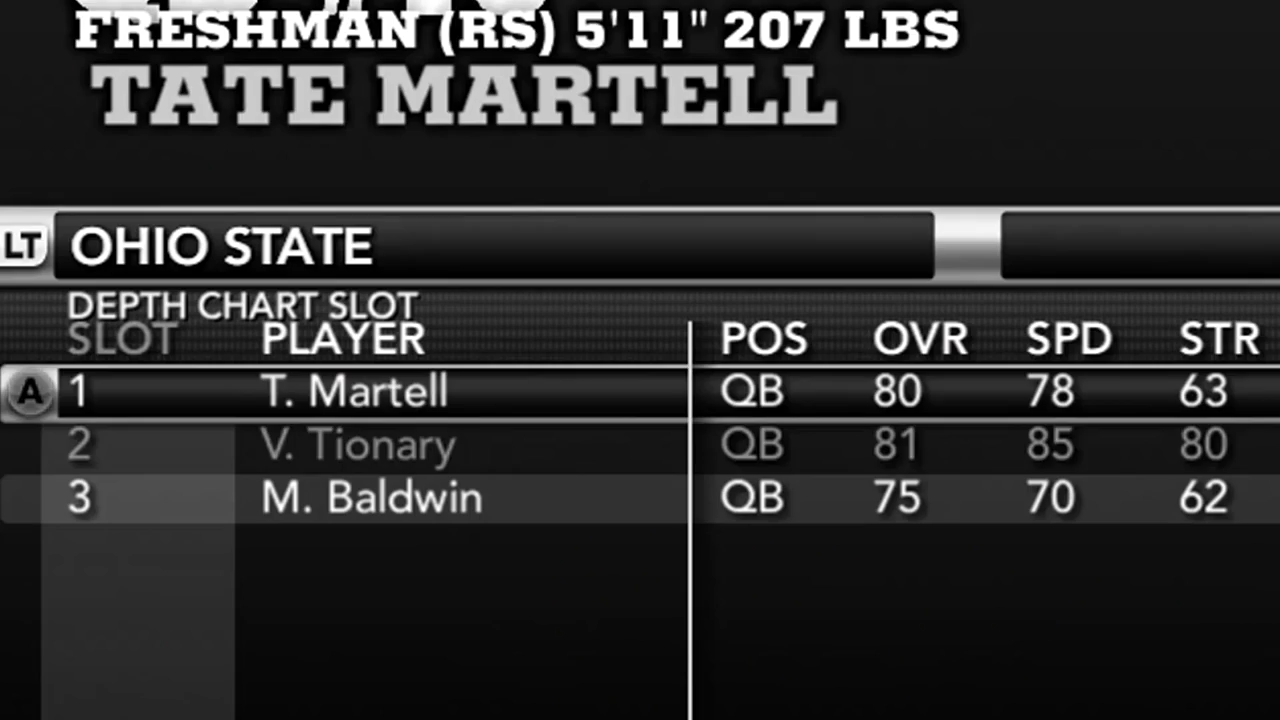 FRESHMAN (RS) 5'11" 207 LBS
TATE MARTELL
LT OHIO STATE
DEPTH CHART SLOT
SLOT PLAYER POS OVR SPD STR
A 1 T. Martell QB 80 78 63
2 V. Tionary QB 81 85 80
3 M. Baldwin QB 75 70 62